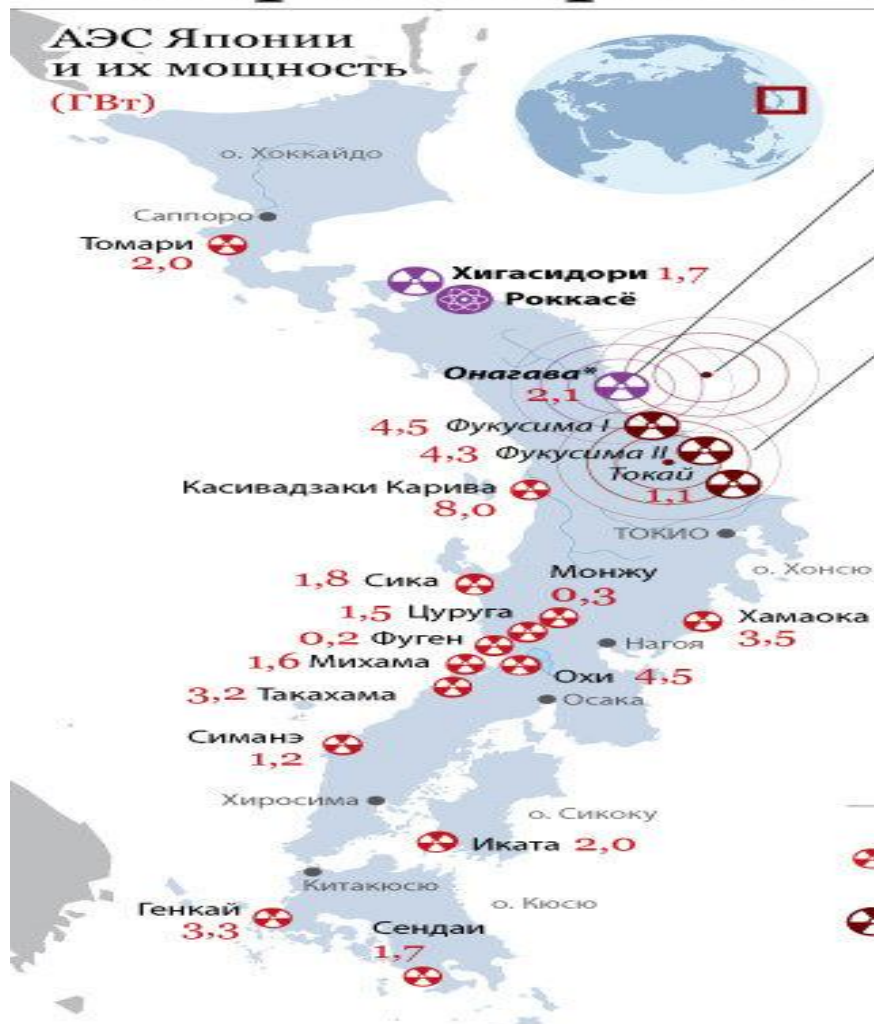 АЭС Японии
и их мощность
(ГВт)
о. Хоккайдо
Саппоро
Томари
2,0
Хигасидори 1,7
Роккасё
Онагава*
2,1
4,5 Фукусима I
4,3 Фукусима II
Токай
1,1
Касивадзаки Карива
8,0
ТОКИО
о. Хонсю
1,8 Сика
Монжу
0,3
1,5 Цуруга
Хамаока
3,5
0,2 Фуген
Нагоя
1,6 Михама
Охи 4,5
3,2 Такахама
Осака
Симанэ
1,2
Хиросима
о. Сикоку
Иката 2,0
Китакюсю
о. Кюсю
Генкай
3,3
Сендаи
1,7